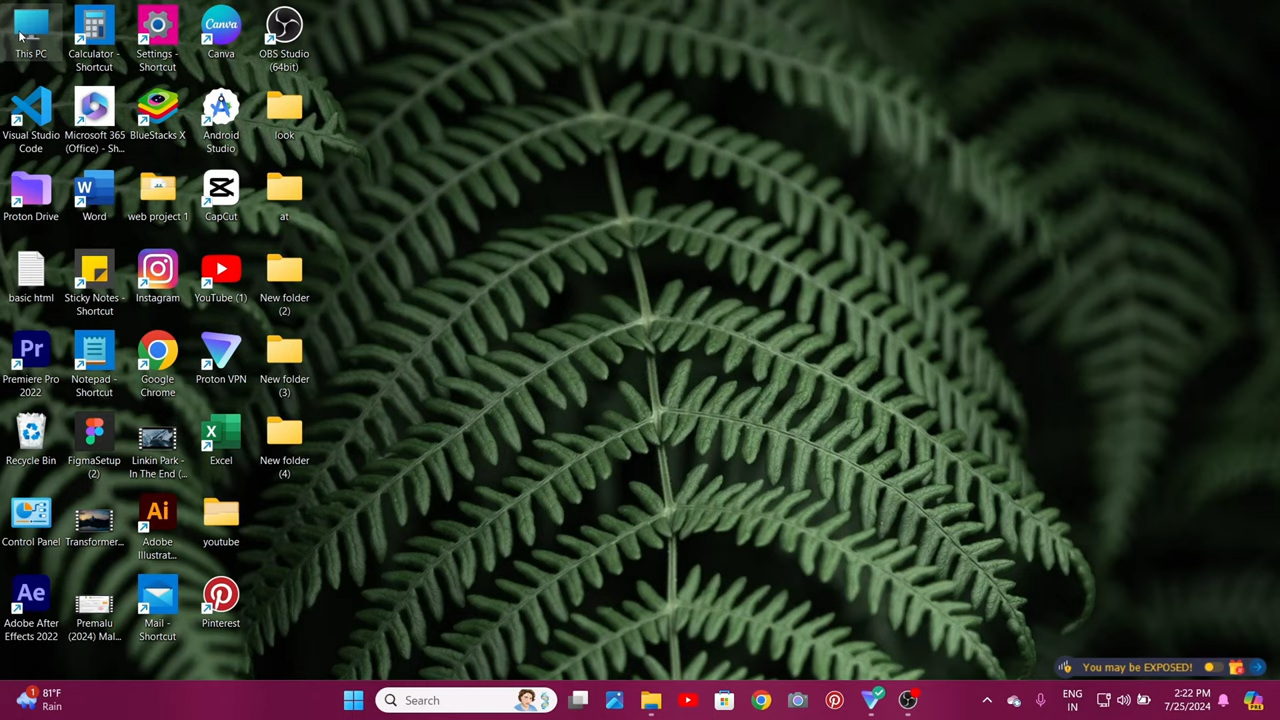 This PC
Calculator -
Shortcut
Settings -
Shortcut
Canva
Canva
OBS Studio
(64bit)
Visual Studio
Code
Microsoft 365
(Office) - Sh...
BlueStacks X
Android
Studio
look
Proton Drive
W
Word
web project 1
CapCut
at
basic html
Sticky Notes -
Shortcut
Instagram
YouTube (1)
New folder
(2)
Pr
Premiere Pro
2022
Notepad -
Shortcut
Google
Chrome
Proton VPN
New folder
(3)
Recycle Bin
FigmaSetup
(2)
Linkin Park -
In The End (...
X
Excel
New folder
(4)
Control Panel
Transformer...
Ai
Adobe
Illustrat...
youtube
Ae
Adobe After
Effects 2022
Premalu
(2024) Mal...
Mail -
Shortcut
Pinterest
You may be EXPOSED!
1
81°F
Rain
Search
ENG
IN
2:22 PM
7/25/2024